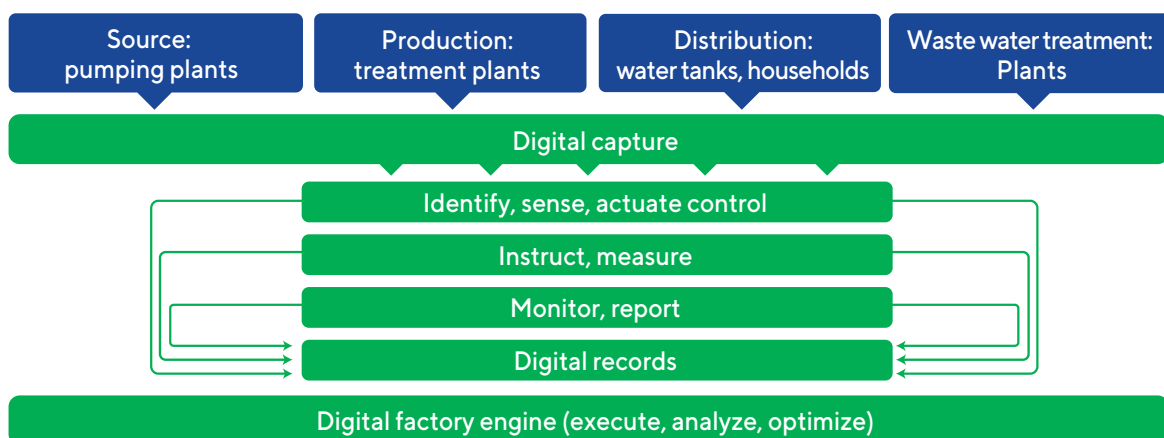 Source:
pumping plants
Production:
treatment plants
Distribution:
water tanks, households
Waste water treatment:
Plants
Digital capture
Identify, sense, actuate control
Instruct, measure
Monitor, report
Digital records
Digital factory engine (execute, analyze, optimize)